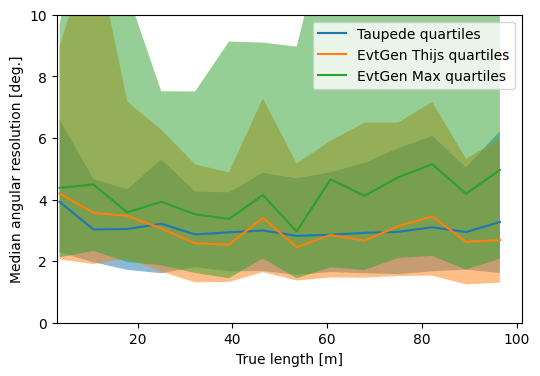 10
8
6
4
2
0
Median angular resolution [deg.]
Taupede quartiles
EvtGen Thijs quartiles
EvtGen Max quartiles
20
40
60
80
100
True length [m]